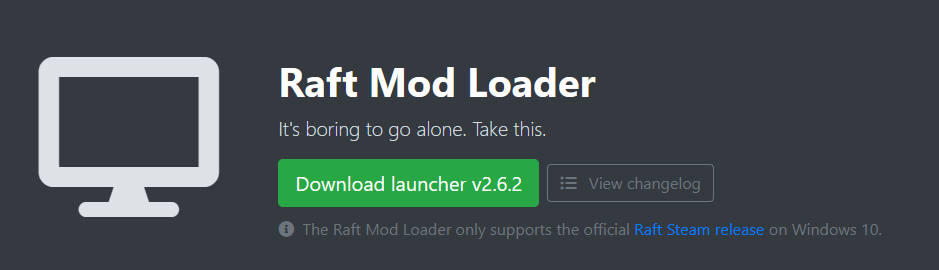 Raft Mod Loader
It's boring to go alone. Take this.
Download launcher v2.6.2
View changelog
The Raft Mod Loader only supports the official Raft Steam release on Windows 10.